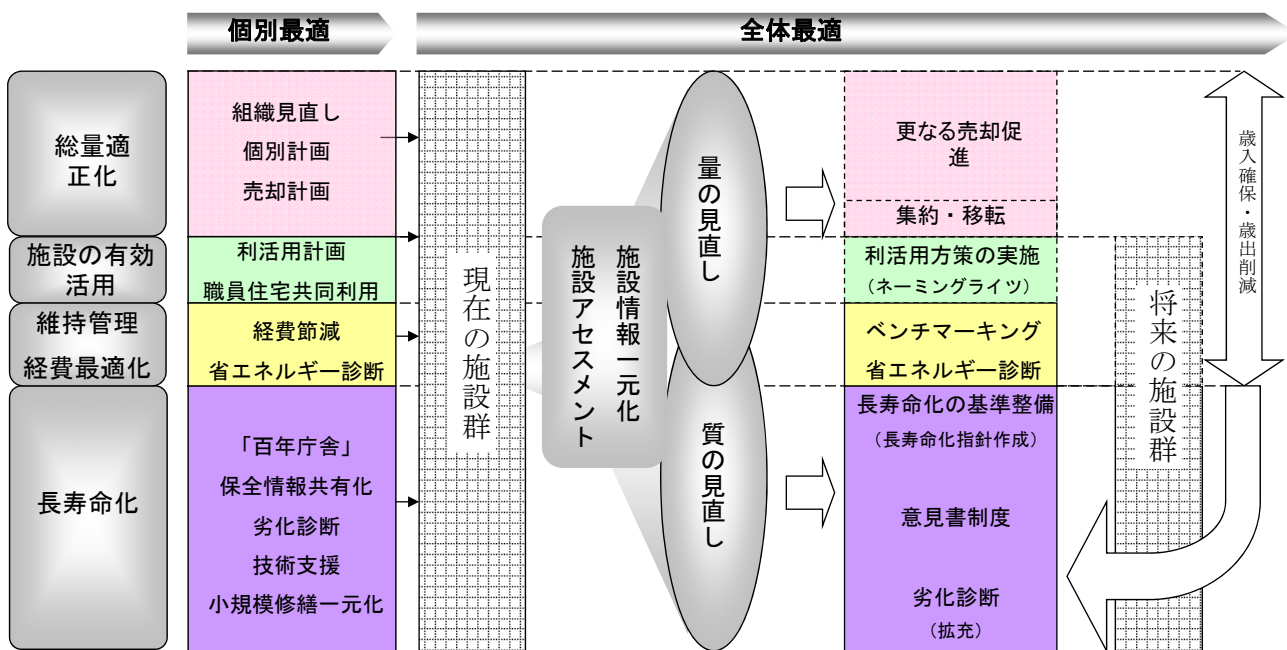 個別最適
全体最適
総量適
正化
組織見直し
個別計画
売却計画
施設の有効
活用
利活用計画
職員住宅共同利用
維持管理
経費最適化
経費節減
省エネルギー診断
長寿命化
「百年庁舎」
保全情報共有化
劣化診断
技術支援
小規模修繕一元化
現在の施設群
施設情報一元化
施設アセスメント
量の見直し
質の見直し
更なる売却促
進
集約・移転
利活用方策の実施
（ネーミングライツ）
ベンチマーキング
省エネルギー診断
長寿命化の基準整備
（長寿命化指針作成）
意見書制度
劣化診断
（拡充）
将来の施設群
歳入確保・歳出削減